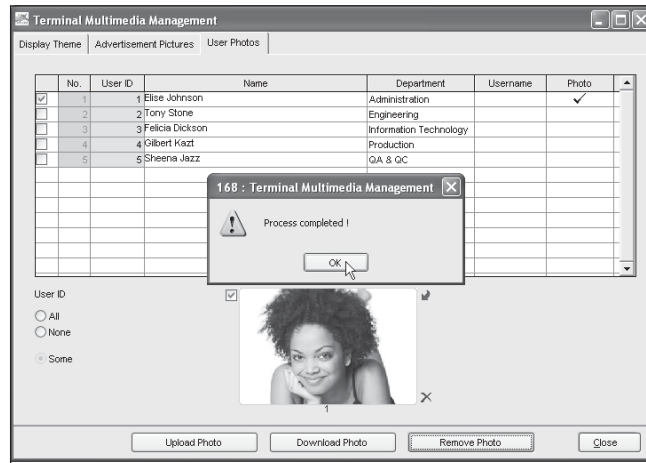 Terminal Multimedia Management
Display Theme Advertisement Pictures User Photos
No. User ID Name Department Username Photo
1 1 Elise Johnson Administration
2 2 Tony Stone Engineering
3 3 Felicia Dickson Information Technology
4 4 Gilbert Kazt Production
5 5 Sheena Jazz QA & QC
168 : Terminal Multimedia Management
Process completed !
OK
User ID
All
None
Some
1
Upload Photo Download Photo Remove Photo Close